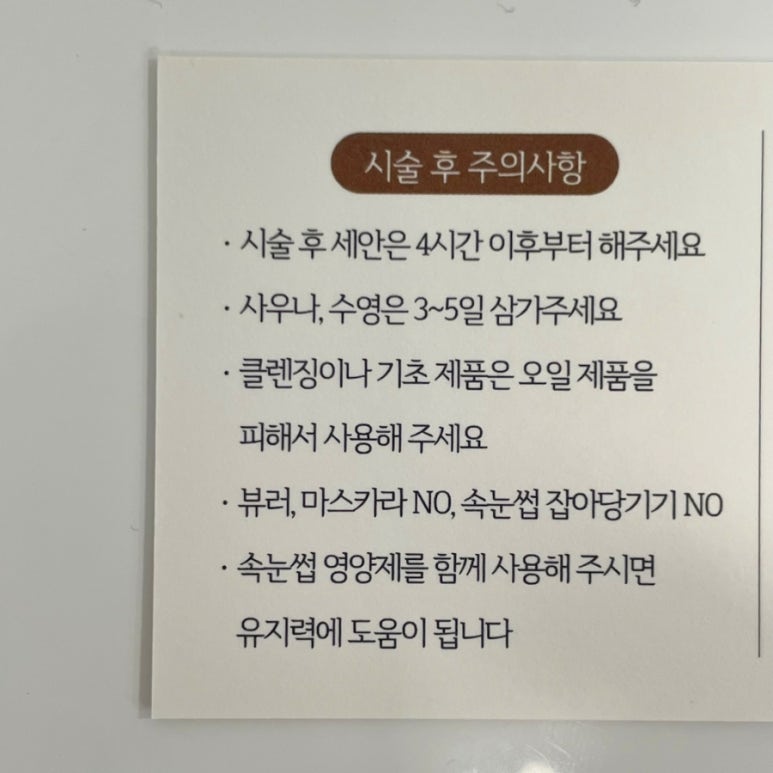 시술 후 주의사항
· 시술 후 세안은 4시간 이후부터 해주세요
· 사우나, 수영은 3~5일 삼가주세요
· 클렌징이나 기초 제품은 오일 제품을
피해서 사용해 주세요
· 뷰러, 마스카라 NO, 속눈썹 잡아당기기 NO
· 속눈썹 영양제를 함께 사용해 주시면
유지력에 도움이 됩니다